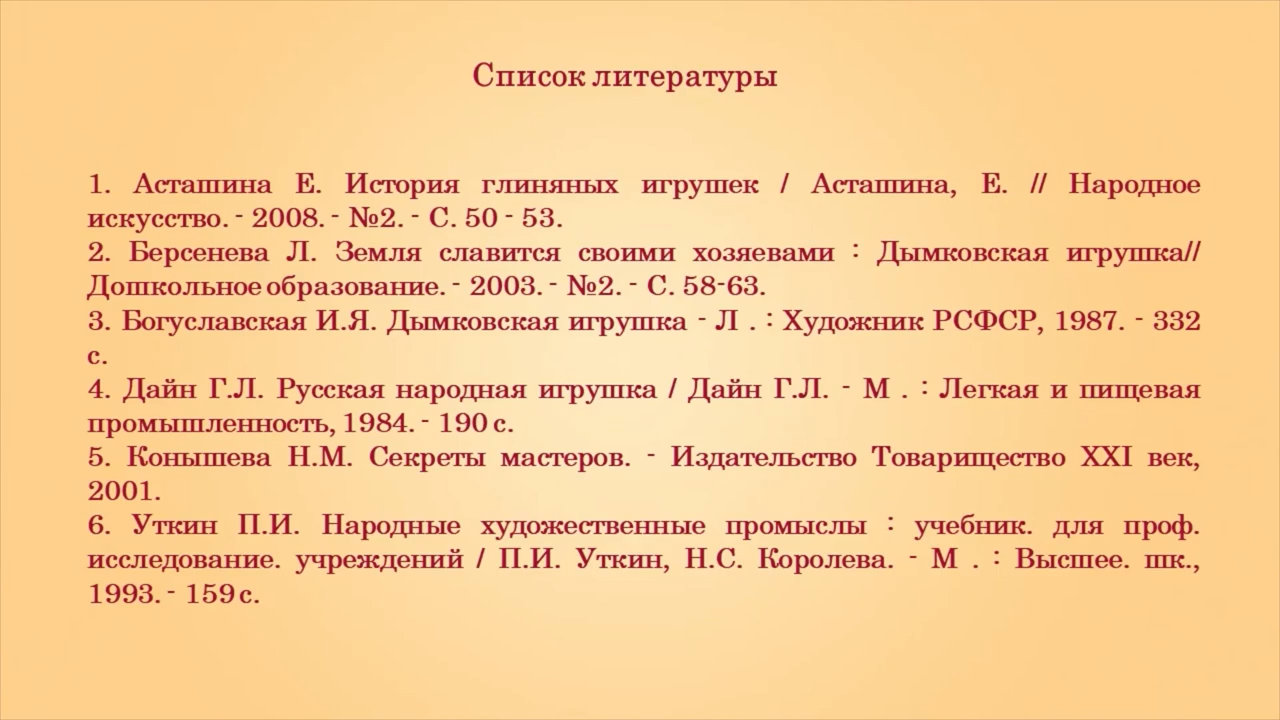 Список литературы
1. Асташина Е. История глиняных игрушек / Асташина, Е. // Народное
искусство. - 2008. - №2. - С. 50 - 53.
2. Берсенева Л. Земля славится своими хозяевами : Дымковская игрушка//
Дошкольное образование. - 2003. - №2. - С. 58-63.
3. Богуславская И.Я. Дымковская игрушка - Л . : Художник РСФСР, 1987. - 332
с.
4. Дайн Г.Л. Русская народная игрушка / Дайн Г.Л. - М . : Легкая и пищевая
промышленность, 1984. - 190 с.
5. Конышева Н.М. Секреты мастеров. - Издательство Товарищество XXI век,
2001.
6. Уткин П.И. Народные художественные промыслы : учебник. для проф.
исследование. учреждений / П.И. Уткин, Н.С. Королева. - М . : Высшее. шк.,
1993. - 159 с.